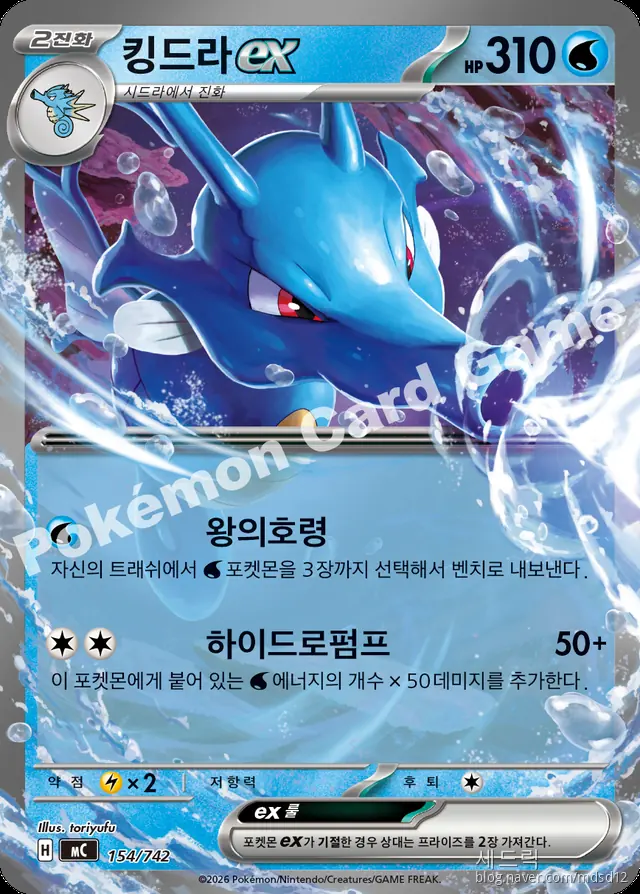 2진화
킹드라 ex
HP 310
시드라에서 진화
Pokémon Card Game
왕의호령
자신의 트래쉬에서 포켓몬을 3장까지 선택해서 벤치로 내보낸다.
하이드로펌프 50+
이 포켓몬에게 붙어 있는 에너지의 개수 × 50데미지를 추가한다.
약점 ×2 저항력 후퇴
ex 룰
포켓몬 ex가 기절한 경우 상대는 프라이즈를 2장 가져간다.
Illus. toriyufu
H mC 154/742
©2026 Pokémon/Nintendo/Creatures/GAME FREAK.
세드릭
blog.naver.com/mdsd12